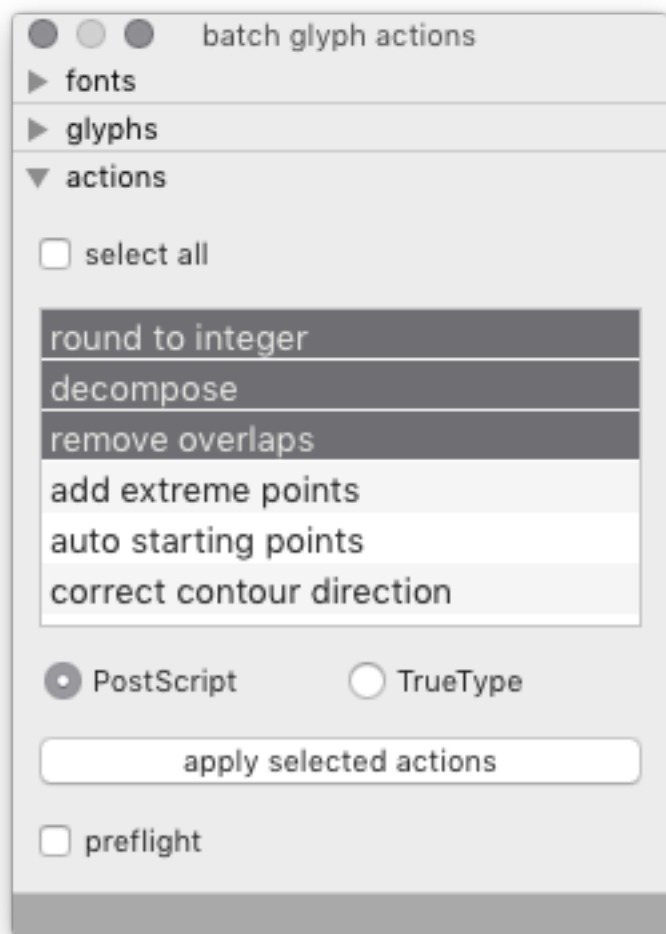 batch glyph actions
fonts
glyphs
actions
select all
round to integer
decompose
remove overlaps
add extreme points
auto starting points
correct contour direction
PostScript TrueType
apply selected actions
preflight